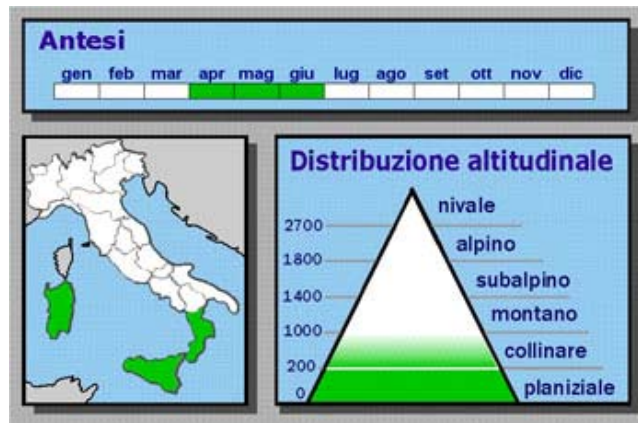 Antesi
gen feb mar apr mag giu lug ago set ott nov dic
Distribuzione altitudinale
nivale
2700
alpino
1800
subalpino
1400
montano
1000
collinare
200
planiziale
0